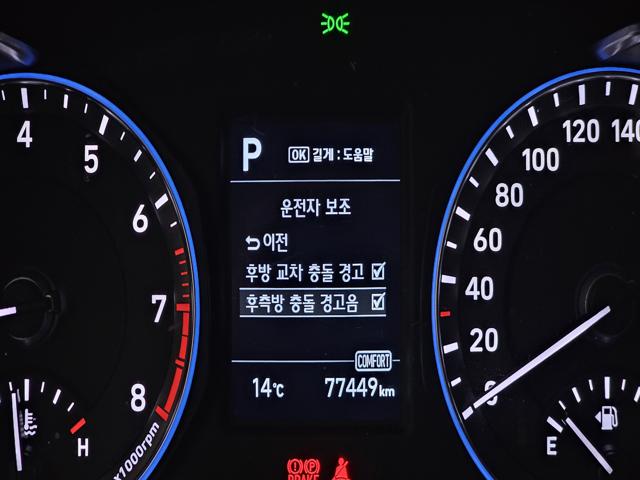 4
5
6
7
8
x1000rpm
H
P
OK 길게 : 도움말
운전자 보조
이전
후방 교차 충돌 경고
후측방 충돌 경고음
COMFORT
14℃ 77449km
BRAKE
0
20
40
60
80
100
120
140
E